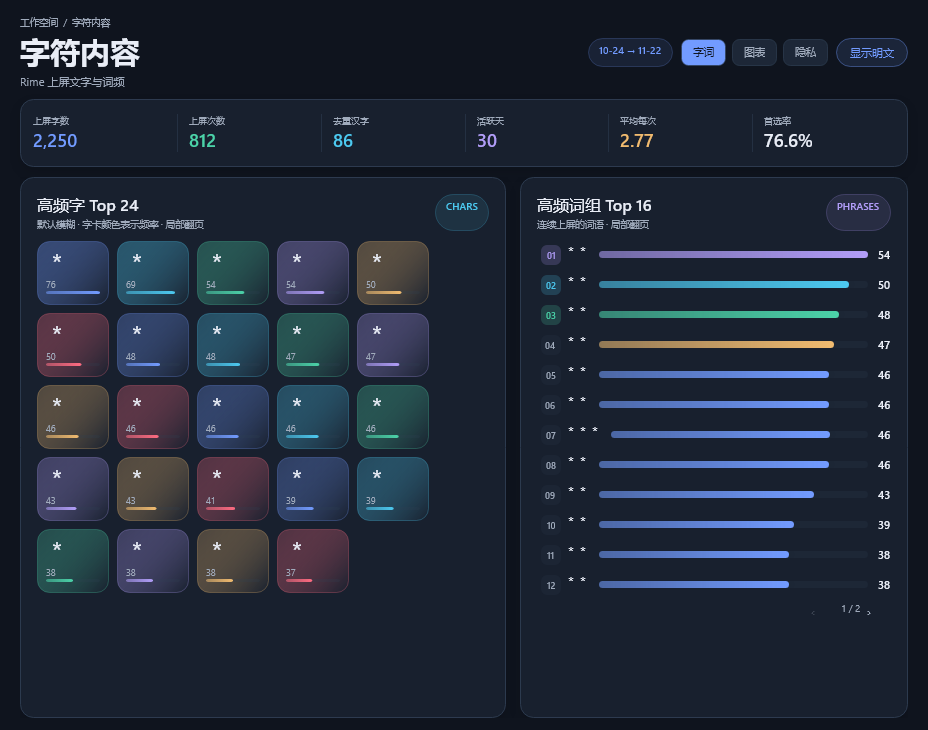 工作空间 / 字符内容
字符内容
Rime 上屏文字与词频
10-24 → 11-22
字词
图表
隐私
显示明文
上屏字数
2,250
上屏次数
812
去重汉字
86
活跃天
30
平均每次
2.77
首选率
76.6%
高频字 Top 24
默认模糊 · 字卡颜色表示频率 · 局部翻页
CHARS
* * * * *
76 69 54 54 50
* * * * *
50 48 48 47 47
* * * * *
46 46 46 46 46
* * * * *
43 43 41 39 39
* * * *
38 38 38 37
高频词组 Top 16
连续上屏的词语 · 局部翻页
PHRASES
01 * * 54
02 * * 50
03 * * 48
04 * * 47
05 * * 46
06 * * 46
07 * * * 46
08 * * 46
09 * * 43
10 * * 39
11 * * 38
12 * * 38
‹ 1 / 2 ›